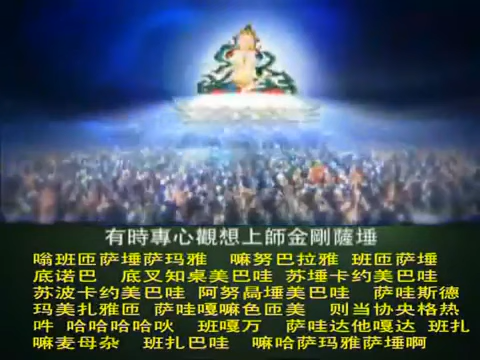 有時專心觀想上師金剛薩埵
嗡班匝萨埵萨玛雅　嘛努巴拉雅 班匝萨埵
底诺巴　底叉知桌美巴哇 苏埵卡约美巴哇
苏波卡约美巴哇 阿努晑埵美巴哇　萨哇斯德
玛美扎雅匝　萨哇嘎嘛色匝美　则当协央格热
吽 哈哈哈哈吙　班嘎万　萨哇达他嘎达 班扎
嘛麦母杂　班扎巴哇　嘛哈萨玛雅萨埵啊